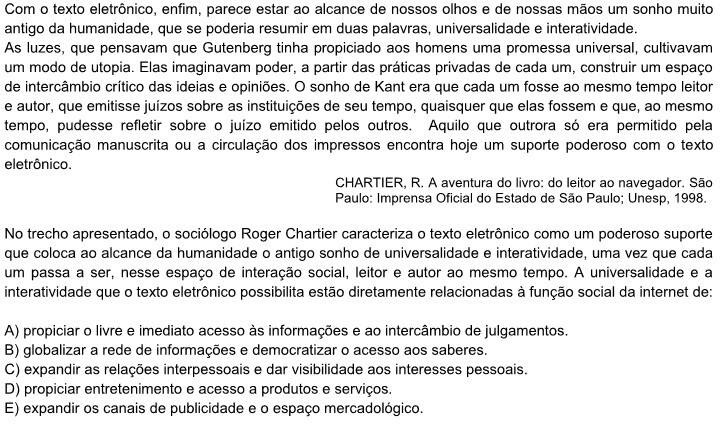 Com o texto eletrônico, enfim, parece estar ao alcance de nossos olhos e de nossas mãos um sonho muito
antigo da humanidade, que se poderia resumir em duas palavras, universalidade e interatividade.
As luzes, que pensavam que Gutenberg tinha propiciado aos homens uma promessa universal, cultivavam
um modo de utopia. Elas imaginavam poder, a partir das práticas privadas de cada um, construir um espaço
de intercâmbio crítico das ideias e opiniões. O sonho de Kant era que cada um fosse ao mesmo tempo leitor
e autor, que emitisse juízos sobre as instituições de seu tempo, quaisquer que elas fossem e que, ao mesmo
tempo, pudesse refletir sobre o juízo emitido pelos outros. Aquilo que outrora só era permitido pela
comunicação manuscrita ou a circulação dos impressos encontra hoje um suporte poderoso com o texto
eletrônico.
CHARTIER, R. A aventura do livro: do leitor ao navegador. São
Paulo: Imprensa Oficial do Estado de São Paulo; Unesp, 1998.
No trecho apresentado, o sociólogo Roger Chartier caracteriza o texto eletrônico como um poderoso suporte
que coloca ao alcance da humanidade o antigo sonho de universalidade e interatividade, uma vez que cada
um passa a ser, nesse espaço de interação social, leitor e autor ao mesmo tempo. A universalidade e a
interatividade que o texto eletrônico possibilita estão diretamente relacionadas à função social da internet de:
A) propiciar o livre e imediato acesso às informações e ao intercâmbio de julgamentos.
B) globalizar a rede de informações e democratizar o acesso aos saberes.
C) expandir as relações interpessoais e dar visibilidade aos interesses pessoais.
D) propiciar entretenimento e acesso a produtos e serviços.
E) expandir os canais de publicidade e o espaço mercadológico.